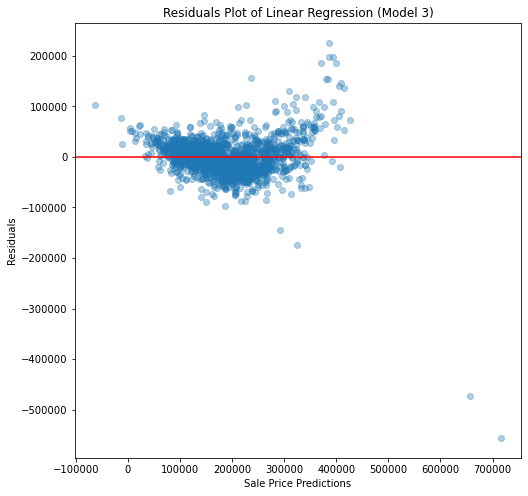 Residuals Plot of Linear Regression (Model 3)
200000
100000
0
−100000
−200000
−300000
−400000
−500000
Residuals
−100000 0 100000 200000 300000 400000 500000 600000 700000
Sale Price Predictions